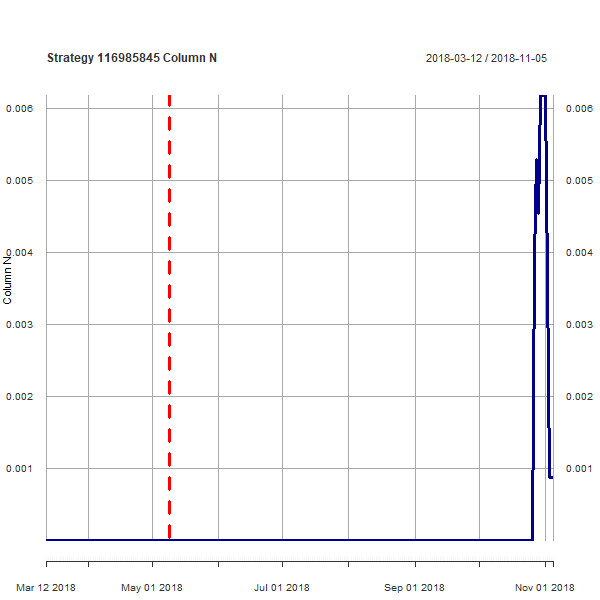 Strategy 116985845 Column N
2018-03-12 / 2018-11-05
0.006
0.006
0.005
0.005
0.004
0.004
Column N
0.003
0.003
0.002
0.002
0.001
0.001
Mar 12 2018
May 01 2018
Jul 01 2018
Sep 01 2018
Nov 01 2018